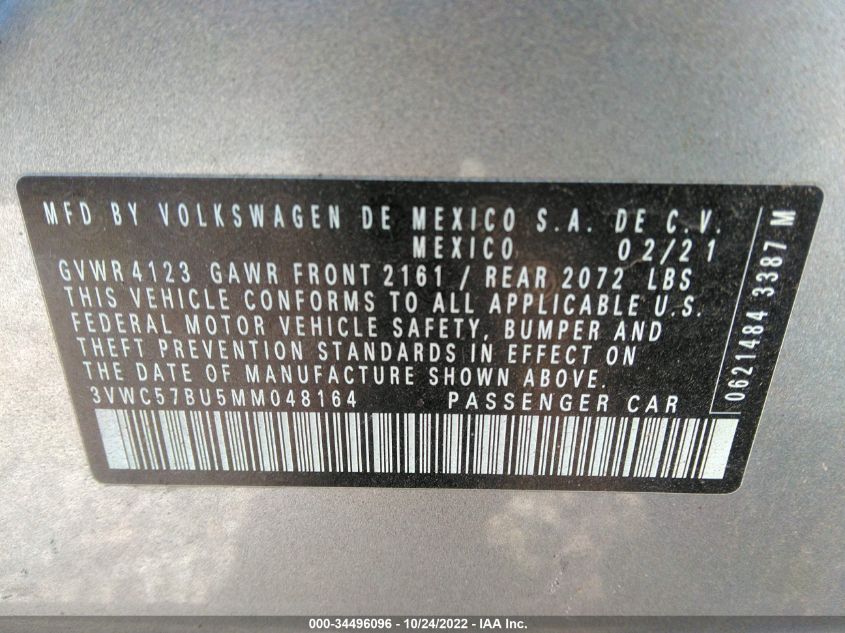 MFD BY VOLKSWAGEN DE MEXICO S.A. DE C.V.
MEXICO 02/21
GVWR 4123 GAWR FRONT 2161 / REAR 2072 LBS
THIS VEHICLE CONFORMS TO ALL APPLICABLE U.S.
FEDERAL MOTOR VEHICLE SAFETY, BUMPER AND
THEFT PREVENTION STANDARDS IN EFFECT ON
THE DATE OF MANUFACTURE SHOWN ABOVE.
3VWC57BU5MM048164 PASSENGER CAR
0621484 3387 M
000-34496096 - 10/24/2022 - IAA Inc.